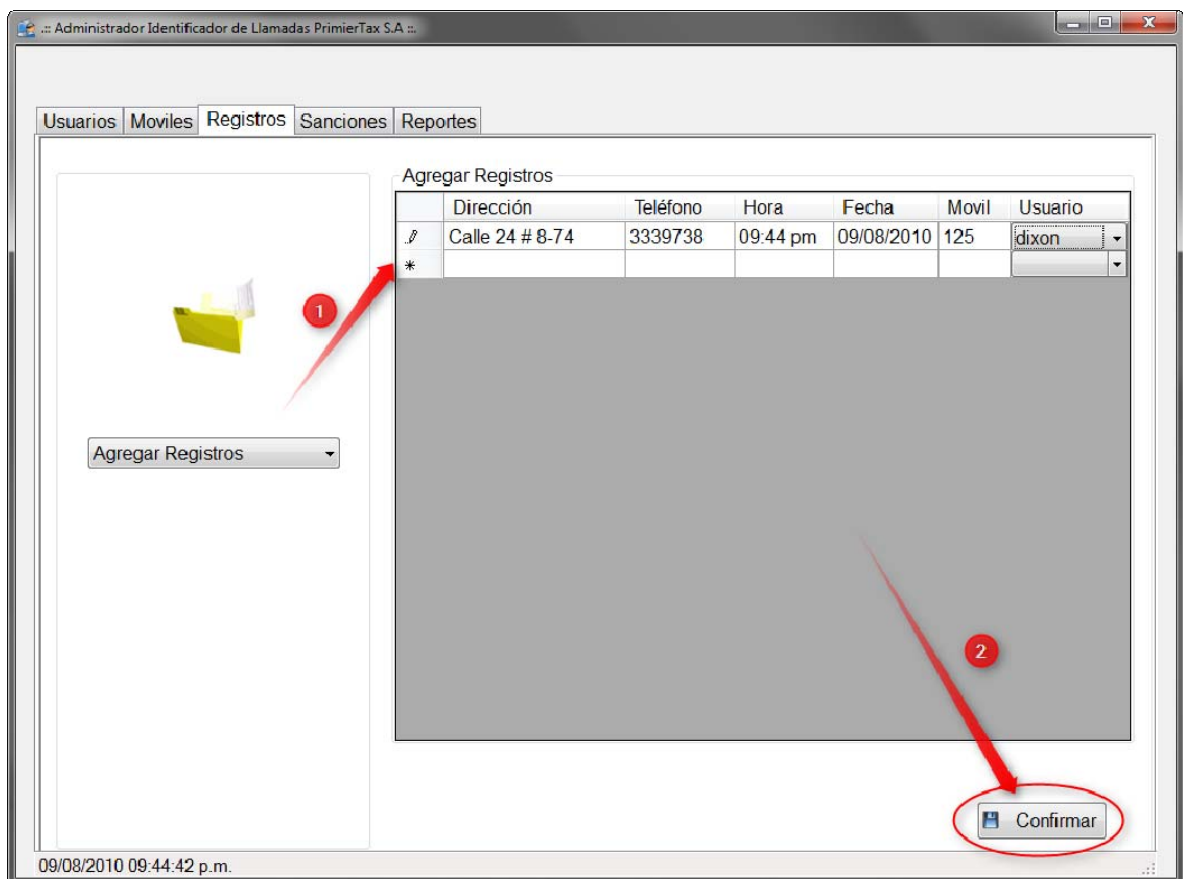 .:: Administrador Identificador de Llamadas PrimierTax S.A ::.
Usuarios Moviles Registros Sanciones Reportes
Agregar Registros
Dirección Teléfono Hora Fecha Movil Usuario
Calle 24 # 8-74 3339738 09:44 pm 09/08/2010 125 dixon
*
1
Agregar Registros
2
Confirmar
09/08/2010 09:44:42 p.m.